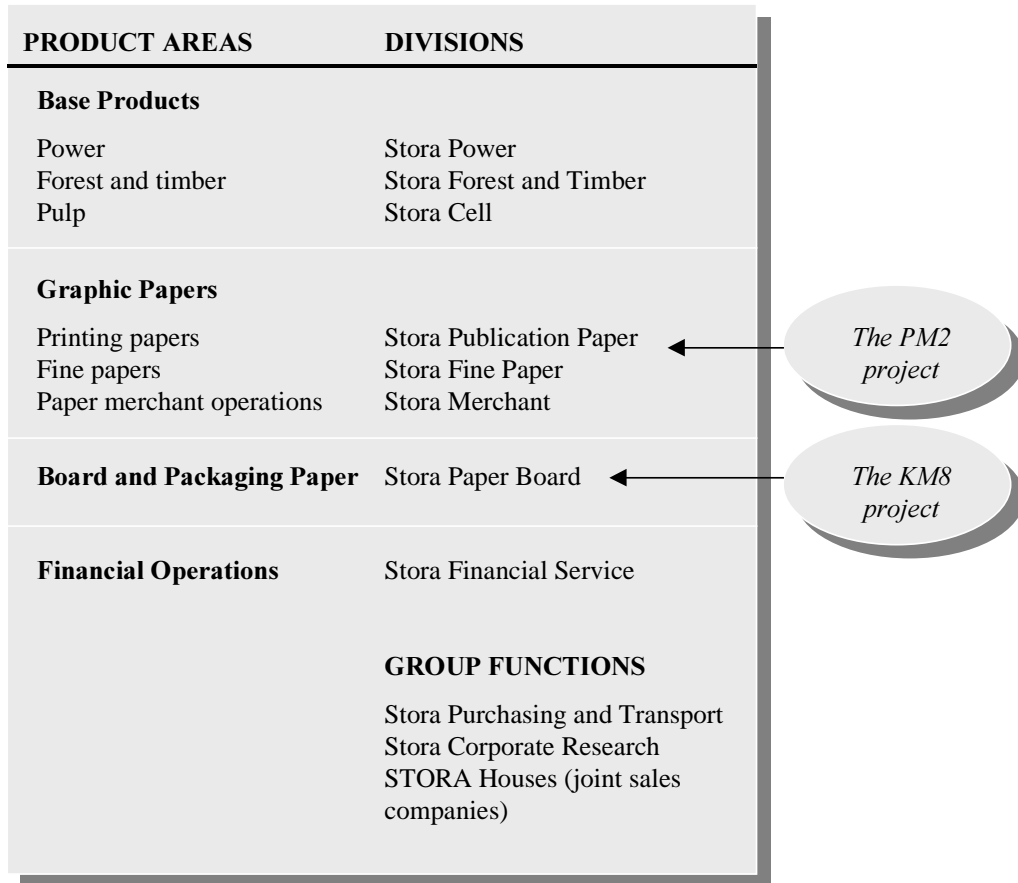 PRODUCT AREAS DIVISIONS
Base Products
Power Stora Power
Forest and timber Stora Forest and Timber
Pulp Stora Cell
Graphic Papers
Printing papers Stora Publication Paper
Fine papers Stora Fine Paper
Paper merchant operations Stora Merchant
The PM2
project
Board and Packaging Paper Stora Paper Board
The KM8
project
Financial Operations Stora Financial Service
GROUP FUNCTIONS
Stora Purchasing and Transport
Stora Corporate Research
STORA Houses (joint sales
companies)